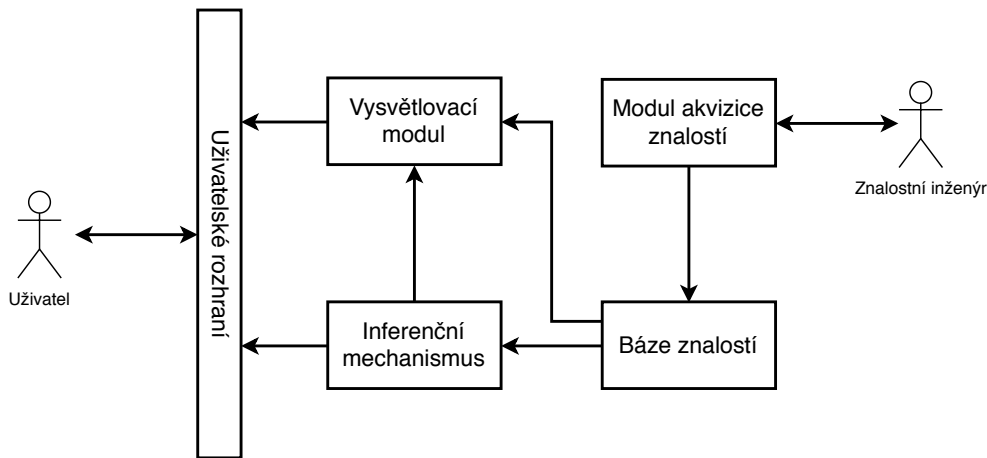 Uživatelské rozhraní
Vysvětlovací
modul
Modul akvizice
znalostí
Znalostní inženýr
Uživatel
Inferenční
mechanismus
Báze znalostí